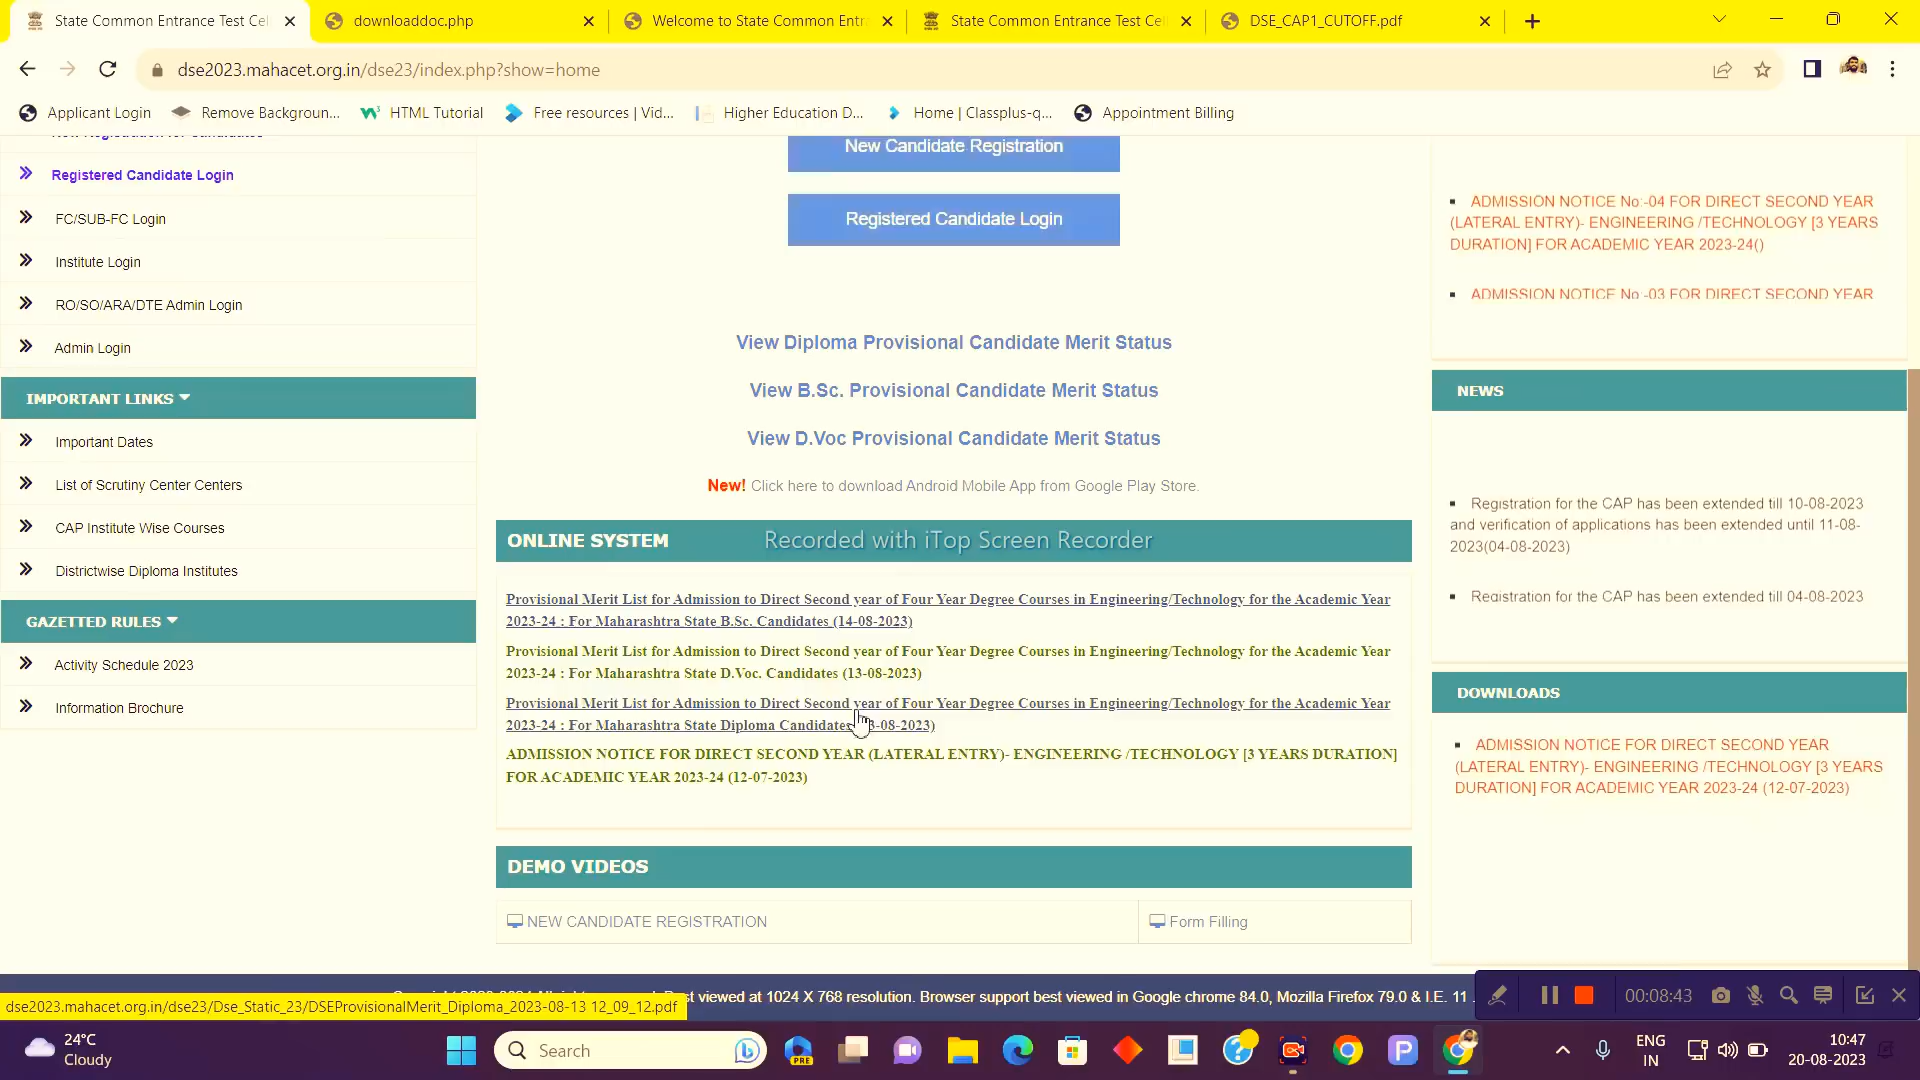 State Common Entrance Test Cel
downloaddoc.php
Welcome to State Common Entra
State Common Entrance Test Cel
DSE_CAP1_CUTOFF.pdf
dse2023.mahacet.org.in/dse23/index.php?show=home
Applicant Login
Remove Backgroun...
HTML Tutorial
Free resources | Vid...
Higher Education D...
Home | Classplus-q...
Appointment Billing
New Registration for Candidates
Registered Candidate Login
FC/SUB-FC Login
Institute Login
RO/SO/ARA/DTE Admin Login
Admin Login
IMPORTANT LINKS
Important Dates
List of Scrutiny Center Centers
CAP Institute Wise Courses
Districtwise Diploma Institutes
GAZETTED RULES
Activity Schedule 2023
Information Brochure
New Candidate Registration
Registered Candidate Login
View Diploma Provisional Candidate Merit Status
View B.Sc. Provisional Candidate Merit Status
View D.Voc Provisional Candidate Merit Status
New! Click here to download Android Mobile App from Google Play Store.
ONLINE SYSTEM
Recorded with iTop Screen Recorder
Provisional Merit List for Admission to Direct Second year of Four Year Degree Courses in Engineering/Technology for the Academic Year
2023-24 : For Maharashtra State B.Sc. Candidates (14-08-2023)
Provisional Merit List for Admission to Direct Second year of Four Year Degree Courses in Engineering/Technology for the Academic Year
2023-24 : For Maharashtra State D.Voc. Candidates (13-08-2023)
Provisional Merit List for Admission to Direct Second year of Four Year Degree Courses in Engineering/Technology for the Academic Year
2023-24 : For Maharashtra State Diploma Candidates 3-08-2023)
ADMISSION NOTICE FOR DIRECT SECOND YEAR (LATERAL ENTRY)- ENGINEERING /TECHNOLOGY [3 YEARS DURATION]
FOR ACADEMIC YEAR 2023-24 (12-07-2023)
DEMO VIDEOS
NEW CANDIDATE REGISTRATION
Form Filling
ADMISSION NOTICE No:-04 FOR DIRECT SECOND YEAR
(LATERAL ENTRY)- ENGINEERING /TECHNOLOGY [3 YEARS
DURATION] FOR ACADEMIC YEAR 2023-24()
ADMISSION NOTICE No:-03 FOR DIRECT SECOND YEAR
NEWS
Registration for the CAP has been extended till 10-08-2023
and verification of applications has been extended until 11-08-
2023(04-08-2023)
Registration for the CAP has been extended till 04-08-2023
DOWNLOADS
ADMISSION NOTICE FOR DIRECT SECOND YEAR
(LATERAL ENTRY)- ENGINEERING /TECHNOLOGY [3 YEARS
DURATION] FOR ACADEMIC YEAR 2023-24 (12-07-2023)
st viewed at 1024 X 768 resolution. Browser support best viewed in Google chrome 84.0, Mozilla Firefox 79.0 & I.E. 11
dse2023.mahacet.org.in/dse23/Dse_Static_23/DSEProvisionalMerit_Diploma_2023-08-13 12_09_12.pdf
00:08:43
24°C
Cloudy
Search
PRE
ENG
IN
10:47
20-08-2023